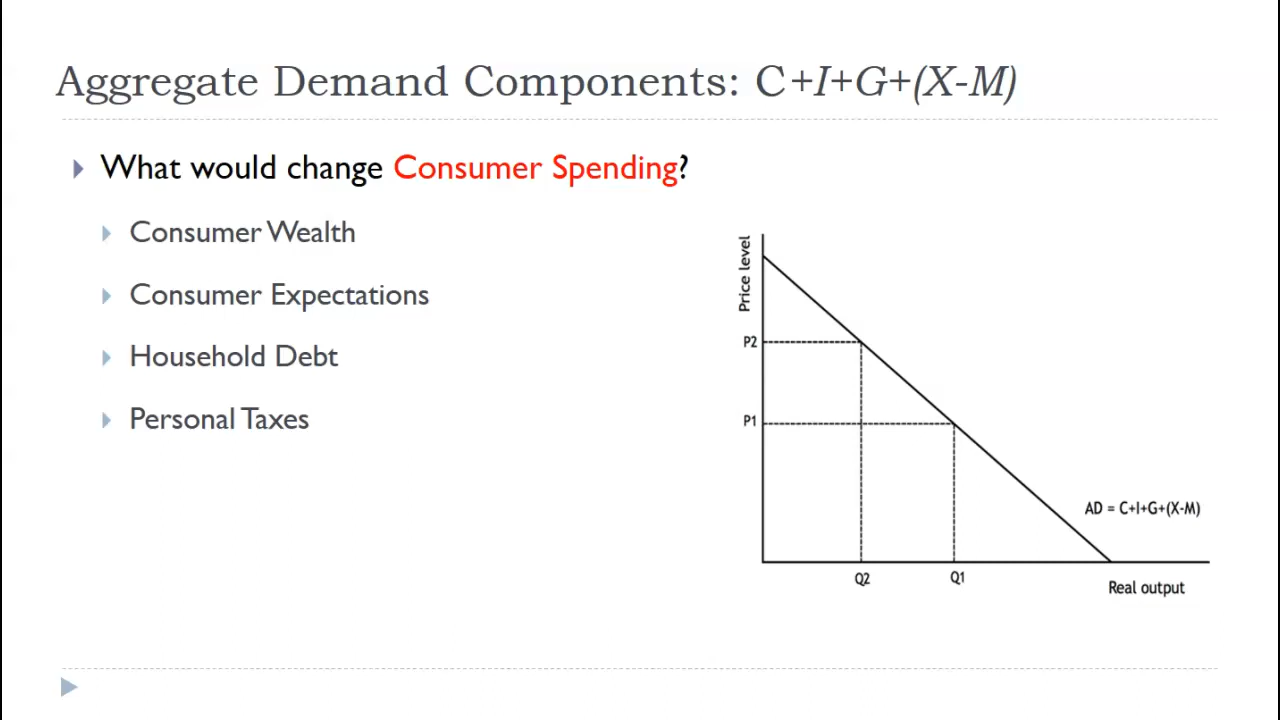 Aggregate Demand Components: C+I+G+(X-M)
What would change Consumer Spending?
Consumer Wealth
Consumer Expectations
Household Debt
Personal Taxes
Price level
P2
P1
AD = C+I+G+(X-M)
Q2
Q1
Real output